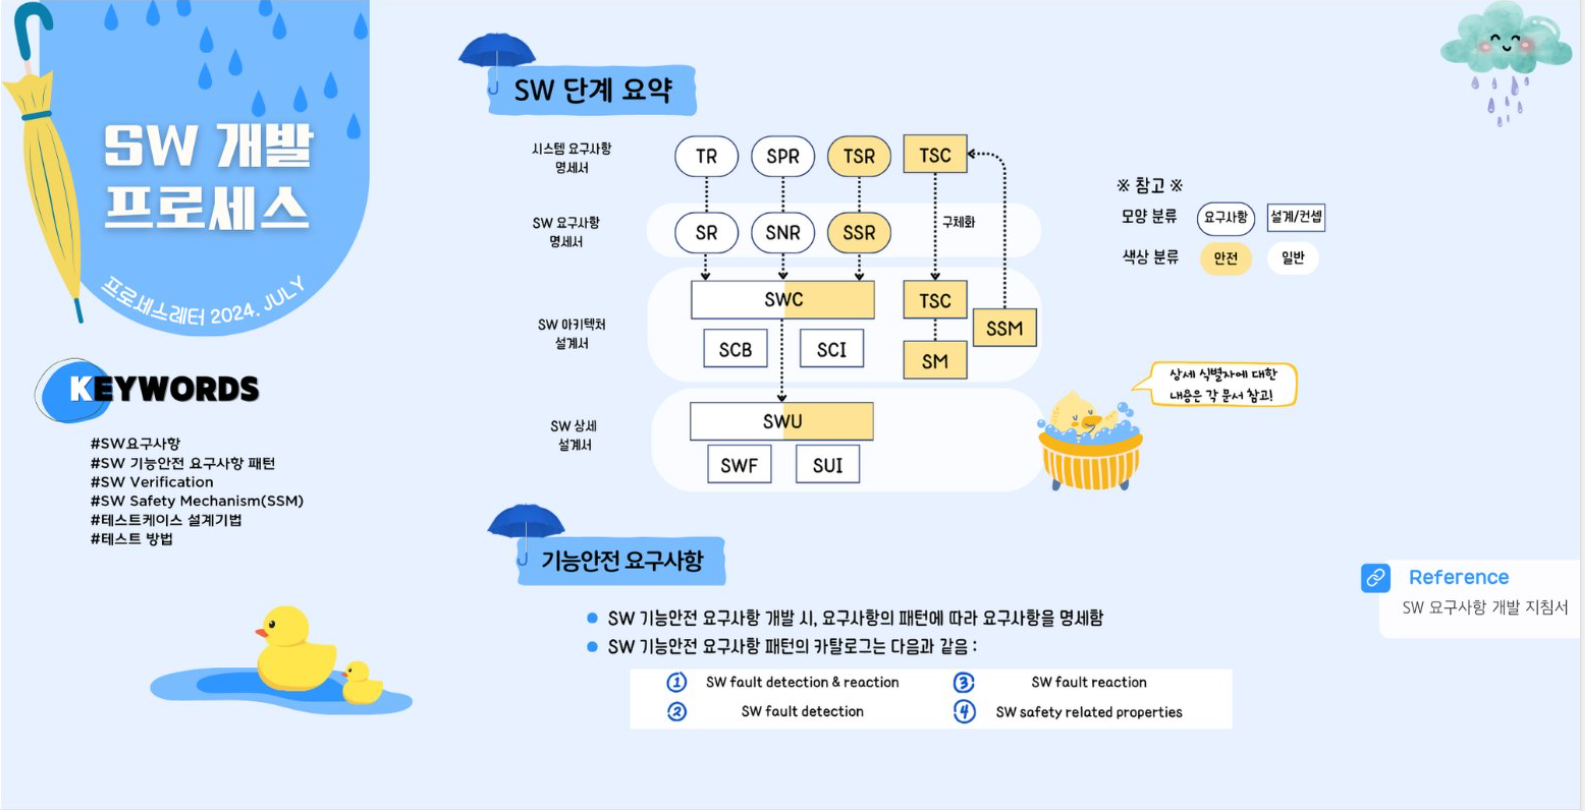 SW 개발
프로세스
프로세스레터 2024. JULY
KEYWORDS
#SW요구사항
#SW 기능안전 요구사항 패턴
#SW Verification
#SW Safety Mechanism(SSM)
#테스트케이스 설계기법
#테스트 방법
SW 단계 요약
시스템 요구사항
명세서
TR
SPR
TSR
TSC
SW 요구사항
명세서
SR
SNR
SSR
구체화
SW 아키텍처
설계서
SWC
TSC
SSM
SCB
SCI
SM
SW 상세
설계서
SWU
SWF
SUI
※ 참고 ※
모양 분류
요구사항
설계/컨셉
색상 분류
안전
일반
상세 식별자에 대한
내용은 각 문서 참고!
기능안전 요구사항
SW 기능안전 요구사항 개발 시, 요구사항의 패턴에 따라 요구사항을 명세함
SW 기능안전 요구사항 패턴의 카탈로그는 다음과 같음 :
1 SW fault detection & reaction
2 SW fault detection
3 SW fault reaction
4 SW safety related properties
Reference
SW 요구사항 개발 지침서